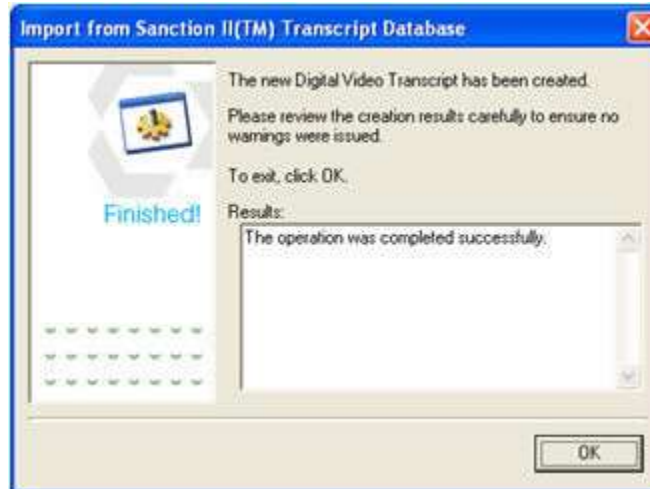 Import from Sanction II(TM) Transcript Database
The new Digital Video Transcript has been created.
Please review the creation results carefully to ensure no
warnings were issued.
To exit, click OK.
Finished!
Results:
The operation was completed successfully.
OK